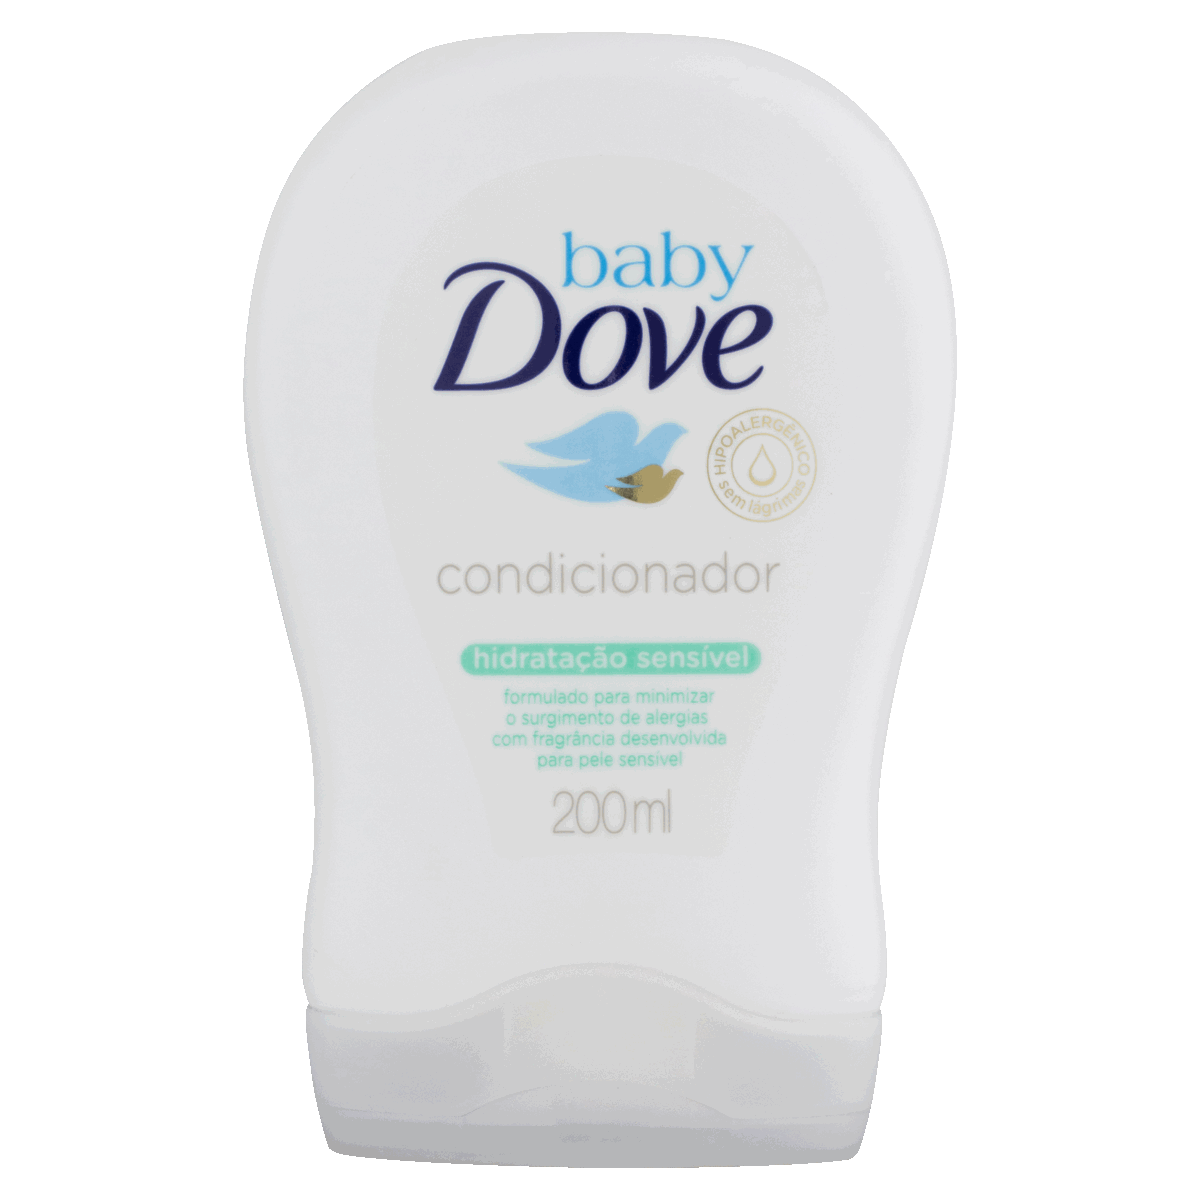 baby
Dove
HIPOALERGÊNICO
sem lágrimas
condicionador
hidratação sensível
formulado para minimizar
o surgimento de alergias
com fragrância desenvolvida
para pele sensível
200ml